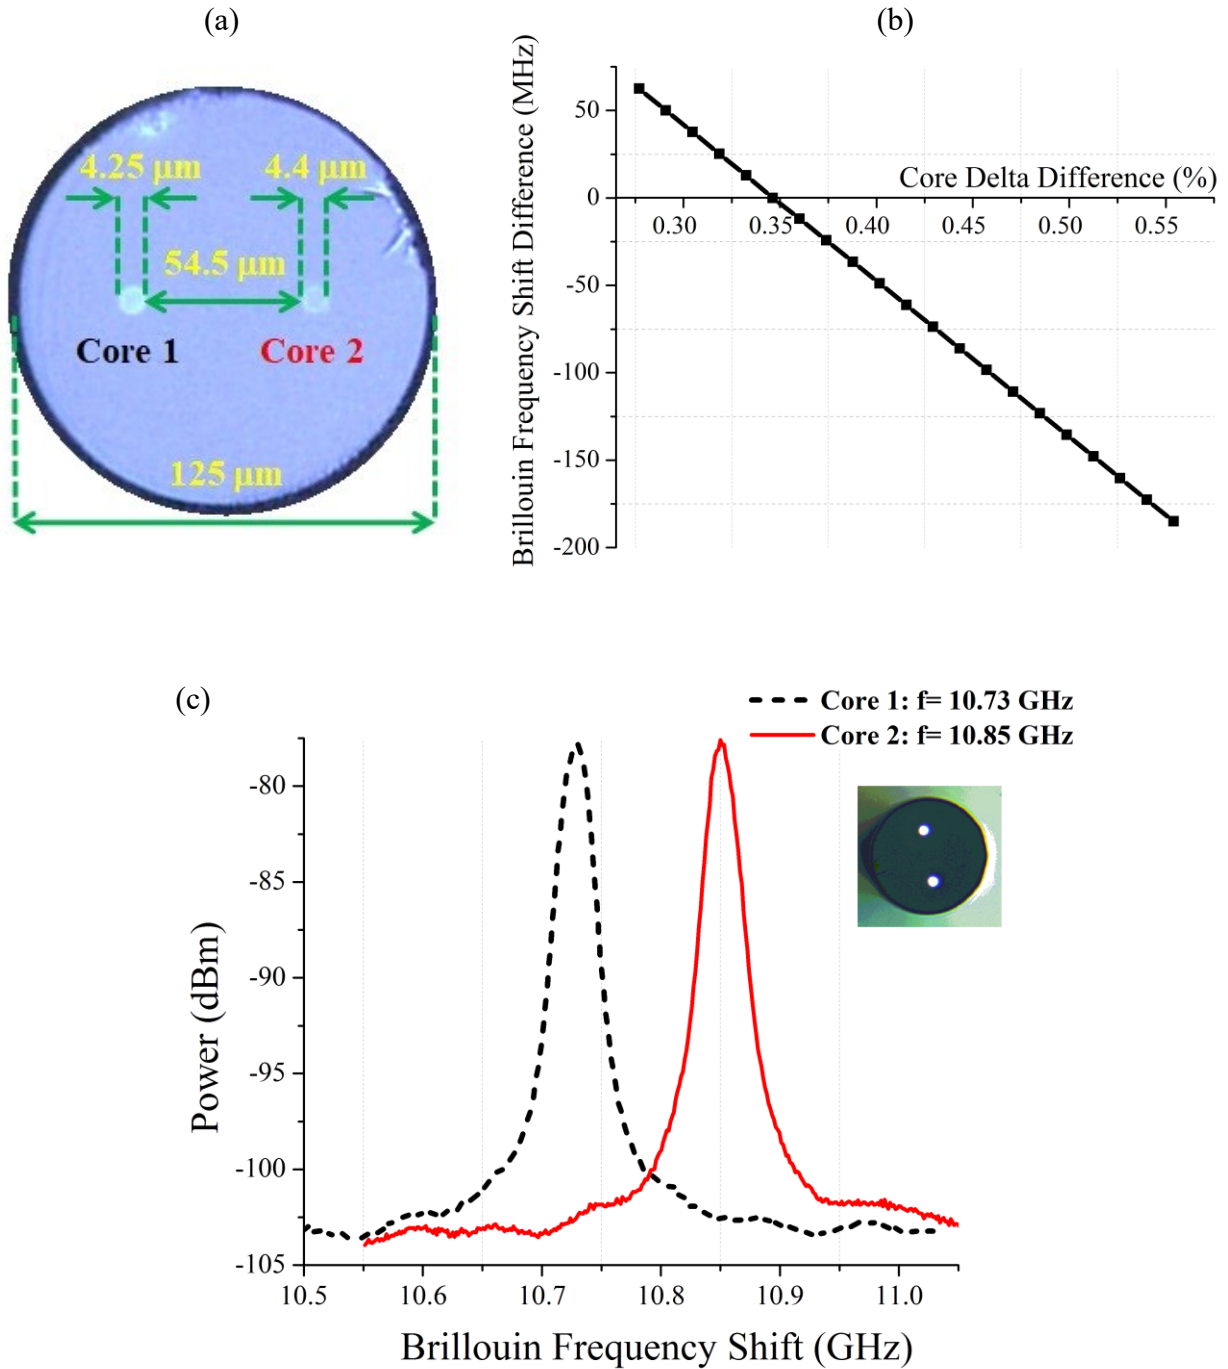 (a)
(b)
4.25 µm
4.4 µm
54.5 µm
Core 1
Core 2
125 µm
Brillouin Frequency Shift Difference (MHz)
50
0
-50
-100
-150
-200
Core Delta Difference (%)
0.30
0.35
0.40
0.45
0.50
0.55
(c)
Core 1: f= 10.73 GHz
Core 2: f= 10.85 GHz
Power (dBm)
-80
-85
-90
-95
-100
-105
10.5
10.6
10.7
10.8
10.9
11.0
Brillouin Frequency Shift (GHz)